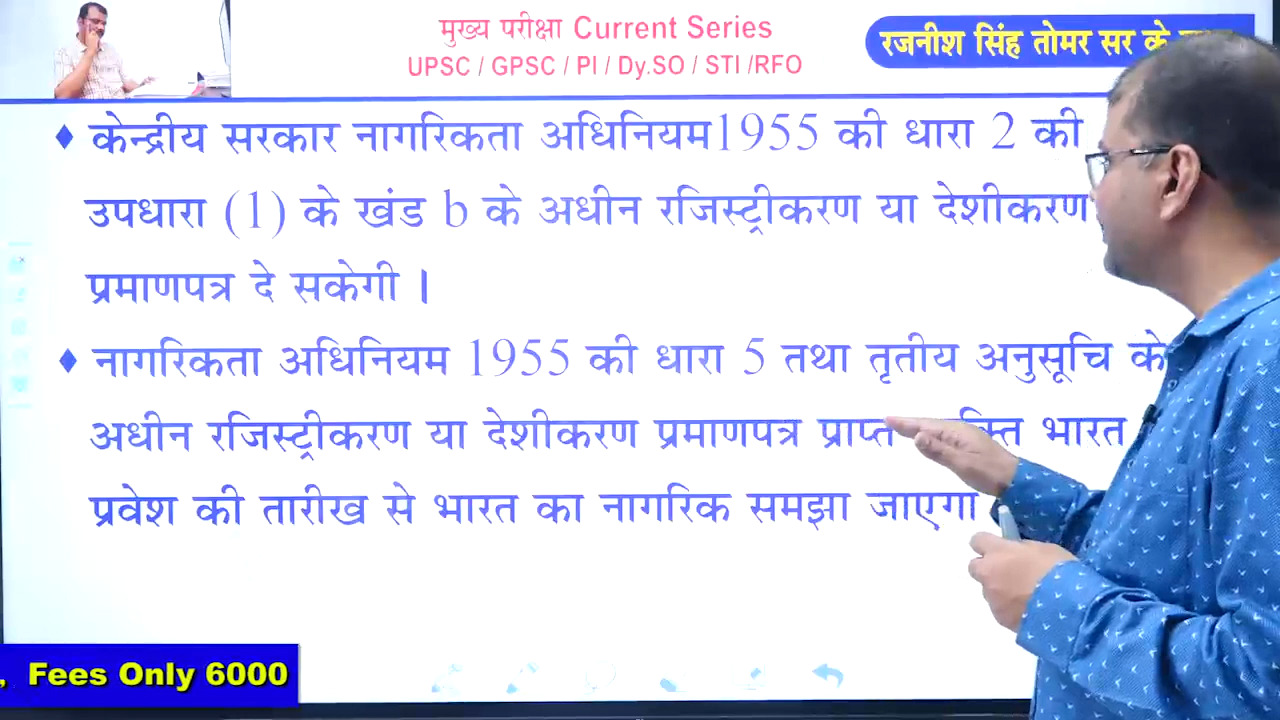 मुख्य परीक्षा Current Series
UPSC / GPSC / PI / Dy.SO / STI /RFO
रजनीश सिंह तोमर सर के
♦ केन्द्रीय सरकार नागरिकता अधिनियम1955 की धारा 2 की
उपधारा (1) के खंड b के अधीन रजिस्ट्रीकरण या देशीकरण
प्रमाणपत्र दे सकेगी ।
♦ नागरिकता अधिनियम 1955 की धारा 5 तथा तृतीय अनुसूचि के
अधीन रजिस्ट्रीकरण या देशीकरण प्रमाणपत्र प्राप्त भारत
प्रवेश की तारीख से भारत का नागरिक समझा जाएगा
, Fees Only 6000